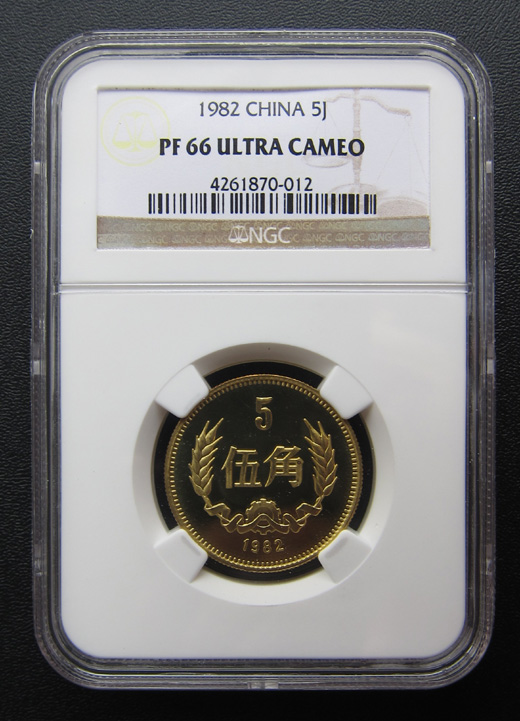 1982 CHINA 5J
PF 66 ULTRA CAMEO
4261870-012
NGC
5
伍角
1982